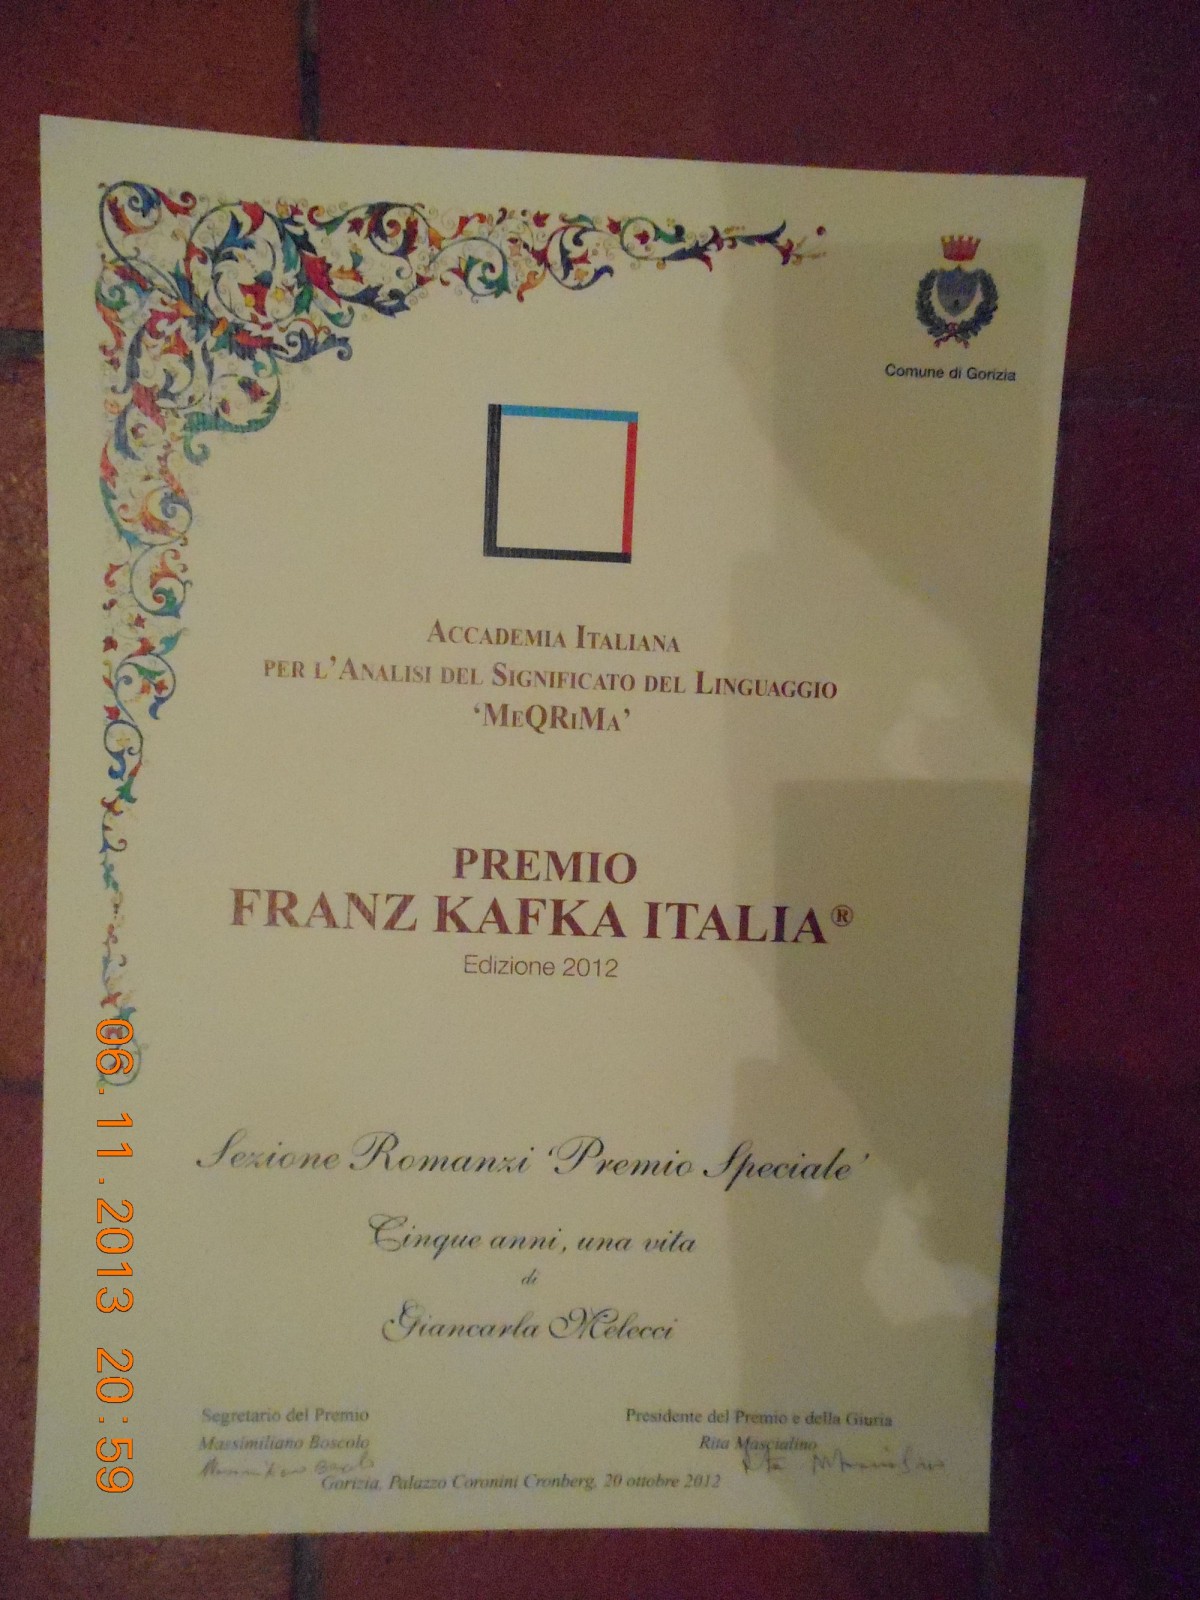 Comune di Gorizia
ACCADEMIA ITALIANA
PER L'ANALISI DEL SIGNIFICATO DEL LINGUAGGIO
'MEQRIMA'
PREMIO
FRANZ KAFKA ITALIA®
Edizione 2012
Sezione Romanzi 'Premio Speciale'
Cinque anni, una vita
di
Giancarla Melecci
Segretario del Premio
Massimiliano Boscolo
Presidente del Premio e della Giuria
Rita Mascialino
Rita Mascialino
Gorizia, Palazzo Coronini Cronberg, 20 ottobre 2012
06.11.2013 20:59